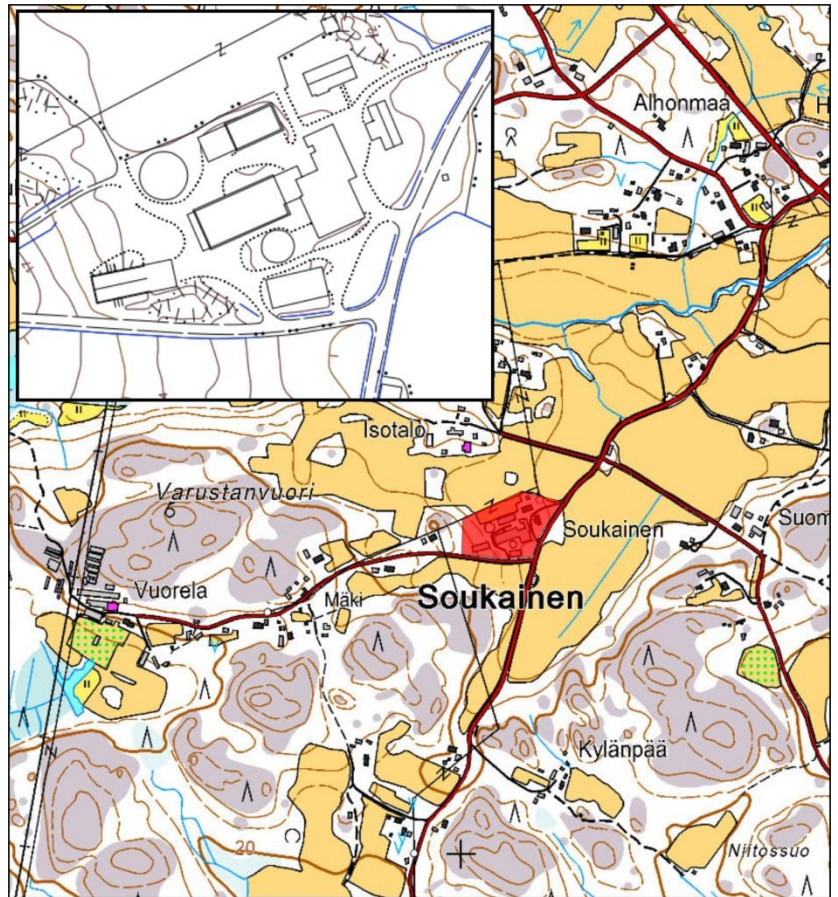 Alhonmaa
H
Isotalo
Varustanvuori
Soukainen
Suom
Vuorela
Mäki
Soukainen
Kylänpää
20
Niitossuo